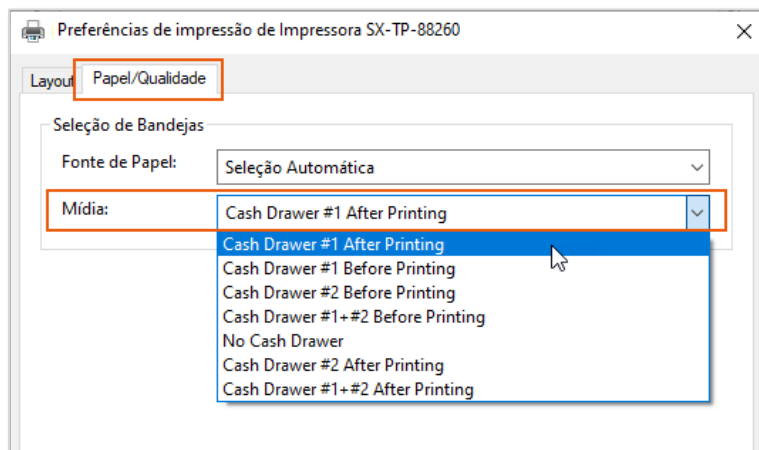 Preferências de impressão de Impressora SX-TP-88260
Layout Papel/Qualidade
Seleção de Bandejas
Fonte de Papel: Seleção Automática
Mídia: Cash Drawer #1 After Printing
Cash Drawer #1 After Printing
Cash Drawer #1 Before Printing
Cash Drawer #2 Before Printing
Cash Drawer #1+#2 Before Printing
No Cash Drawer
Cash Drawer #2 After Printing
Cash Drawer #1+#2 After Printing